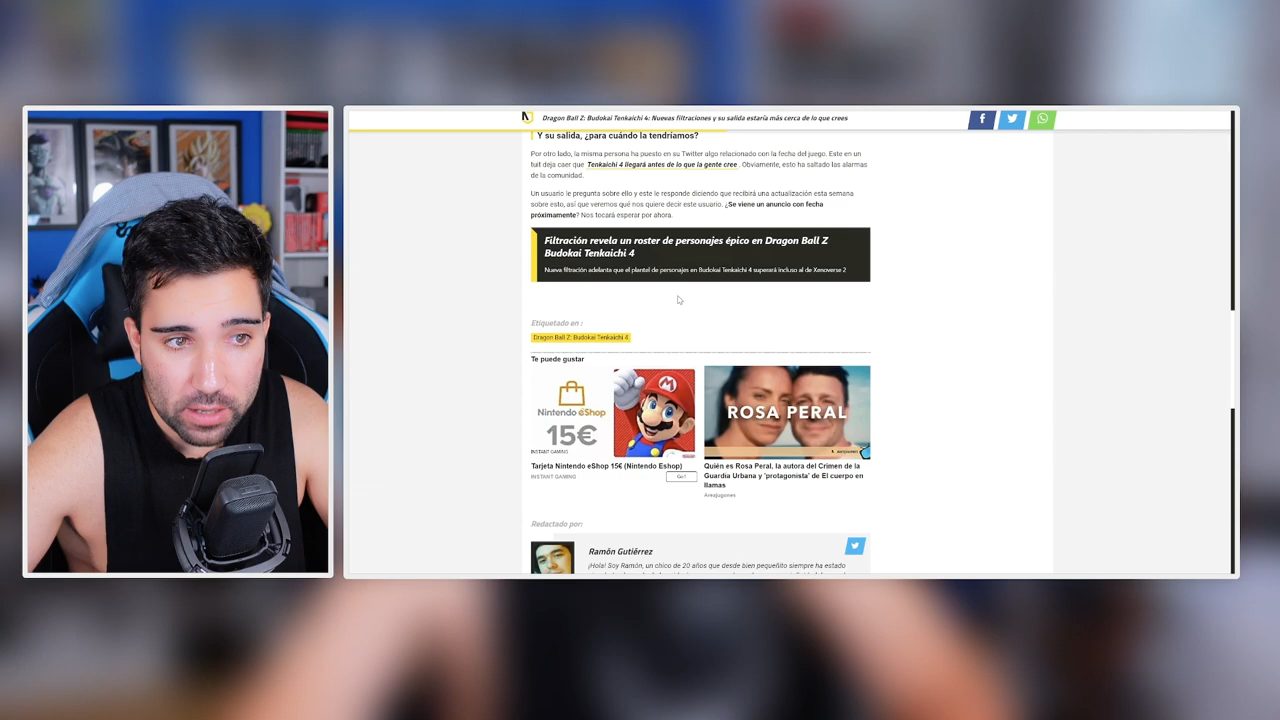 Dragon Ball Z: Budokai Tenkaichi 4: Nuevas filtraciones y su salida estaría más cerca de lo que crees
Y su salida, ¿para cuándo la tendríamos?
Por otro lado, la misma persona ha puesto en su Twitter algo relacionado con la fecha del juego. Este en un
tuit deja caer que Tenkaichi 4 llegará antes de lo que la gente cree. Obviamente, esto ha saltado las alarmas
de la comunidad.
Un usuario le pregunta sobre ello y este le responde diciendo que recibirá una actualización esta semana
sobre esto, así que veremos qué nos quiere decir este usuario. ¿Se viene un anuncio con fecha
próximamente? Nos tocará esperar por ahora.
Filtración revela un roster de personajes épico en Dragon Ball Z
Budokai Tenkaichi 4
Nueva filtración adelanta que el plantel de personajes en Budokai Tenkaichi 4 superará incluso al de Xenoverse 2
Etiquetado en :
Dragon Ball Z: Budokai Tenkaichi 4
Te puede gustar
Nintendo eShop
15€
INSTANT GAMING
ROSA PERAL
Tarjeta Nintendo eShop 15€ (Nintendo Eshop)
INSTANT GAMING
Quién es Rosa Peral, la autora del Crimen de la
Guardia Urbana y 'protagonista' de El cuerpo en
llamas
Areajugones
Redactado por:
Ramón Gutiérrez
¡Hola! Soy Ramón, un chico de 20 años que desde bien pequeñito siempre ha estado